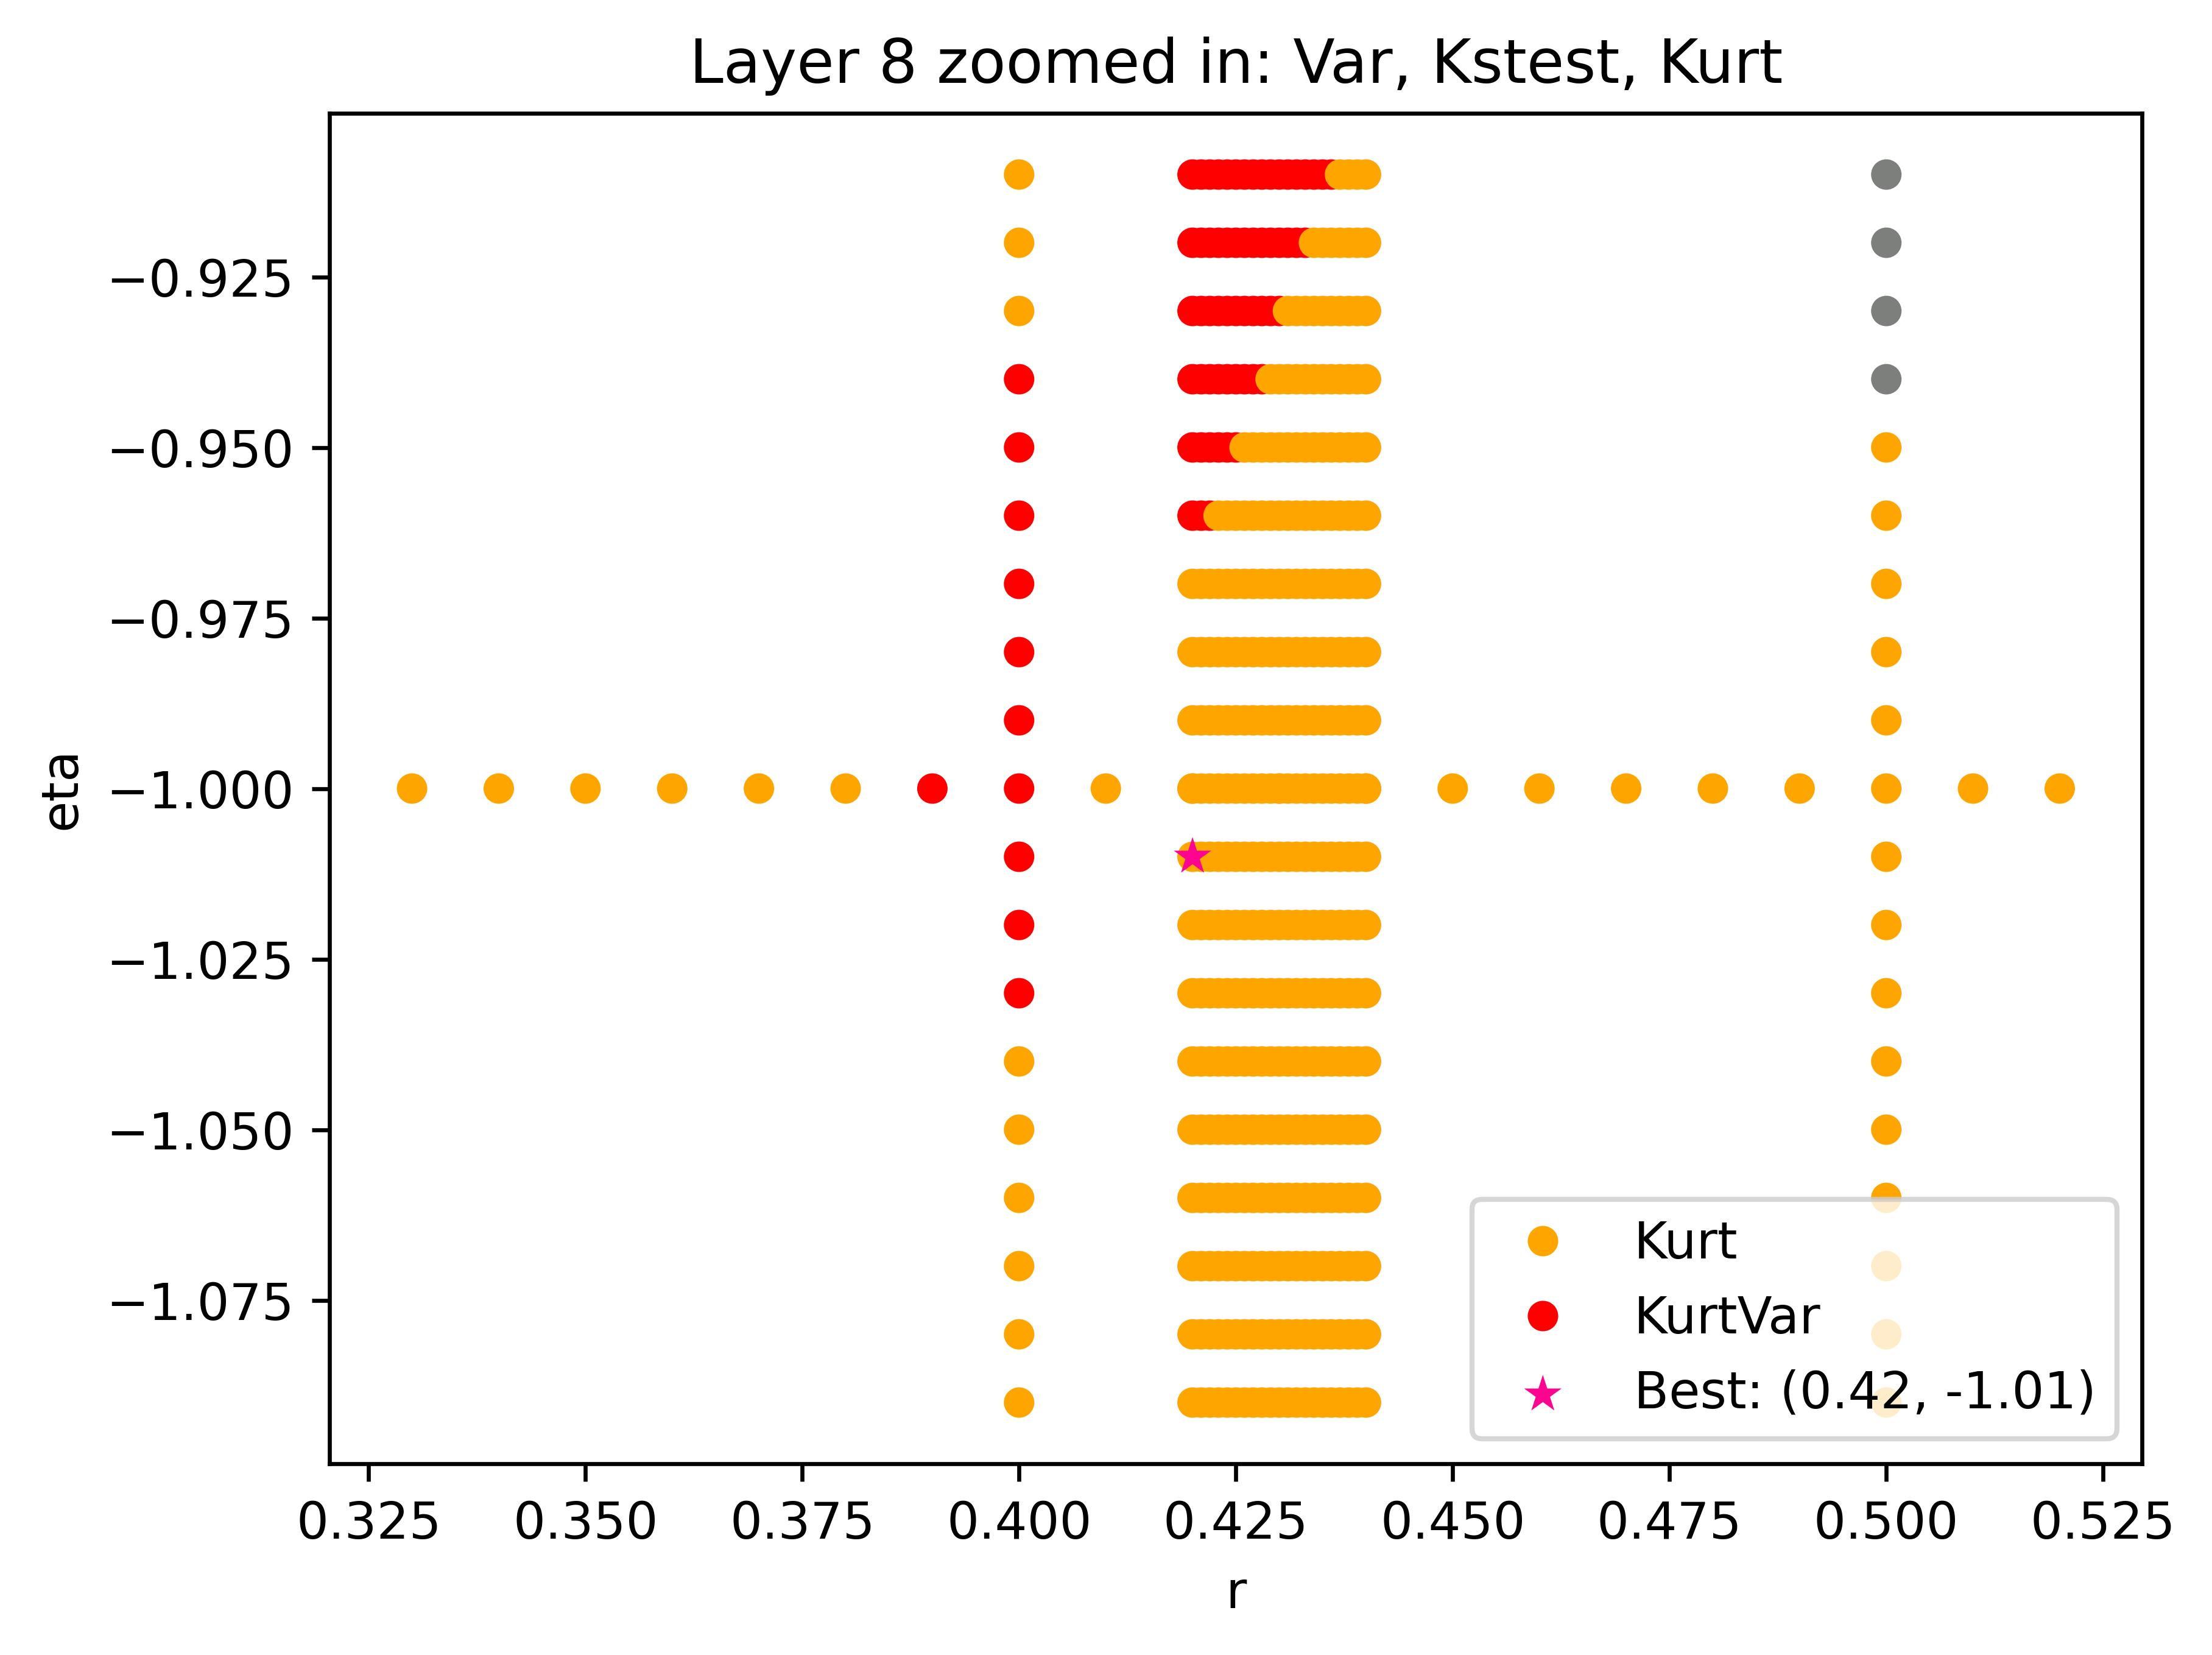 Layer 8 zoomed in: Var, Kstest, Kurt
−0.925
−0.950
−0.975
−1.000
−1.025
−1.050
−1.075
eta
Kurt
KurtVar
Best: (0.42, -1.01)
0.325 0.350 0.375 0.400 0.425 0.450 0.475 0.500 0.525
r